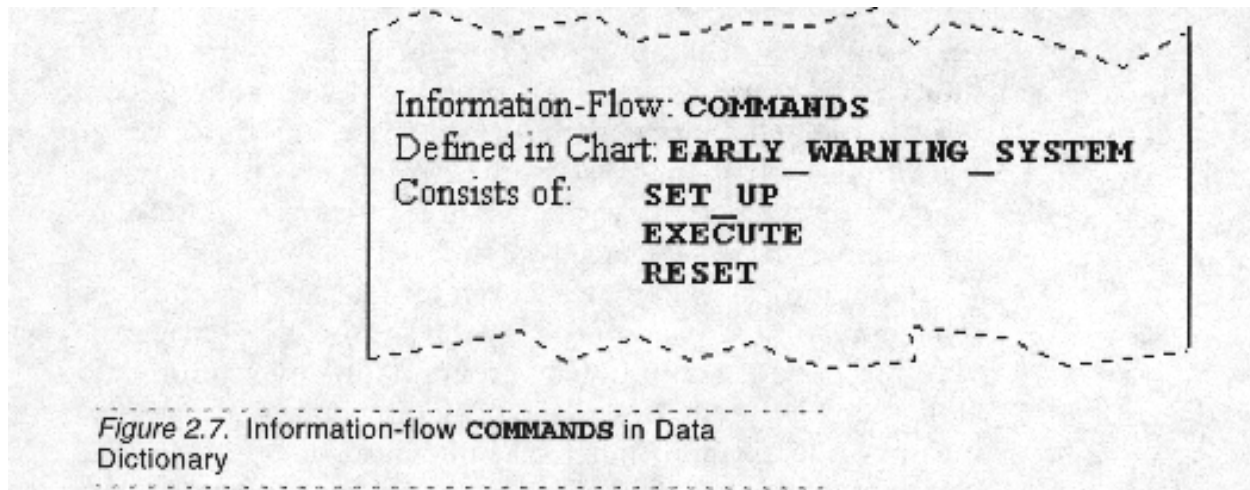 Information-Flow: COMMANDS
Defined in Chart: EARLY_WARNING_SYSTEM
Consists of: SET_UP
EXECUTE
RESET
Figure 2.7. Information-flow COMMANDS in Data
Dictionary